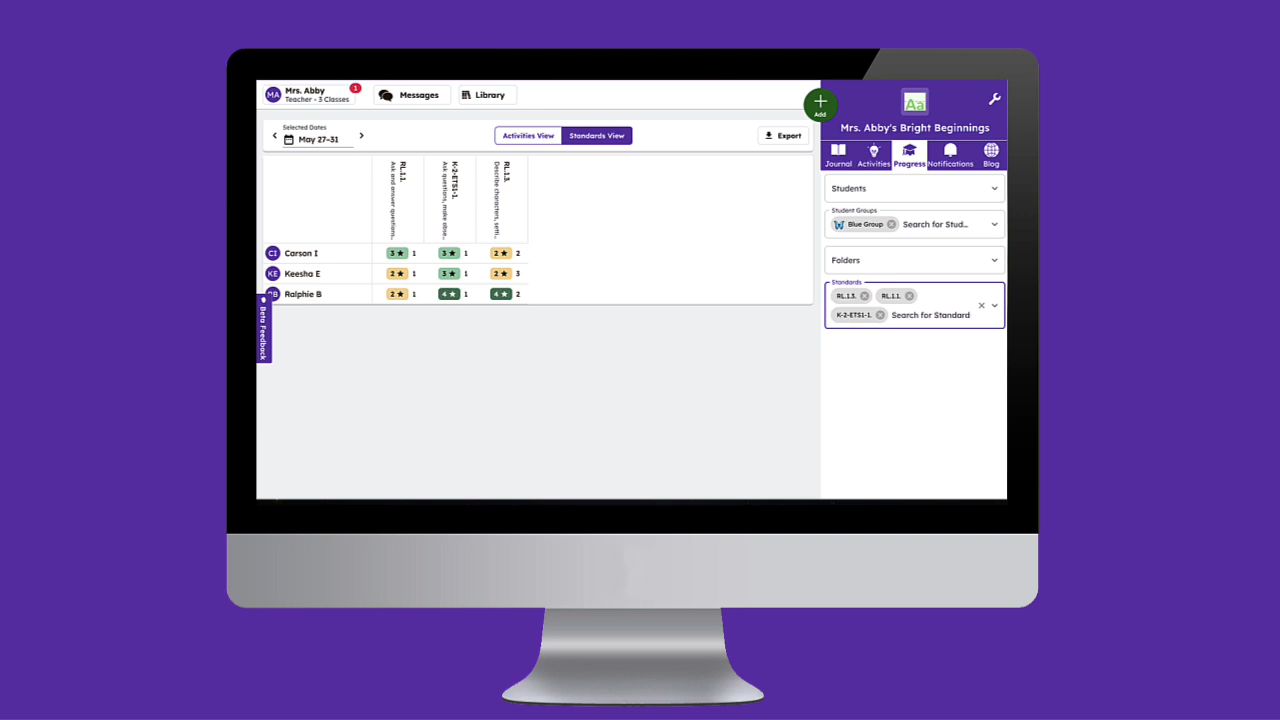 MA
Mrs. Abby
Teacher - 3 Classes
1
Messages
Library
Add
Aa
Mrs. Abby's Bright Beginnings
Journal
Activities
Progress
Notifications
Blog
Selected Dates
May 27-31
Activities View
Standards View
Export
RL.1.1.
Ask and answer questions...
K-2-ETS1-1.
Ask questions, make obse...
RL.1.3.
Describe characters, setti...
CI Carson I 3 ★ 1 3 ★ 1 2 ★ 2
KE Keesha E 2 ★ 1 3 ★ 1 2 ★ 3
Ralphie B 2 ★ 1 4 ★ 1 4 ★ 2
Beta Feedback
Students
Student Groups
Blue Group Search for Stud...
Folders
Standards
RL.1.3. RL.1.1.
K-2-ETS1-1. Search for Standard